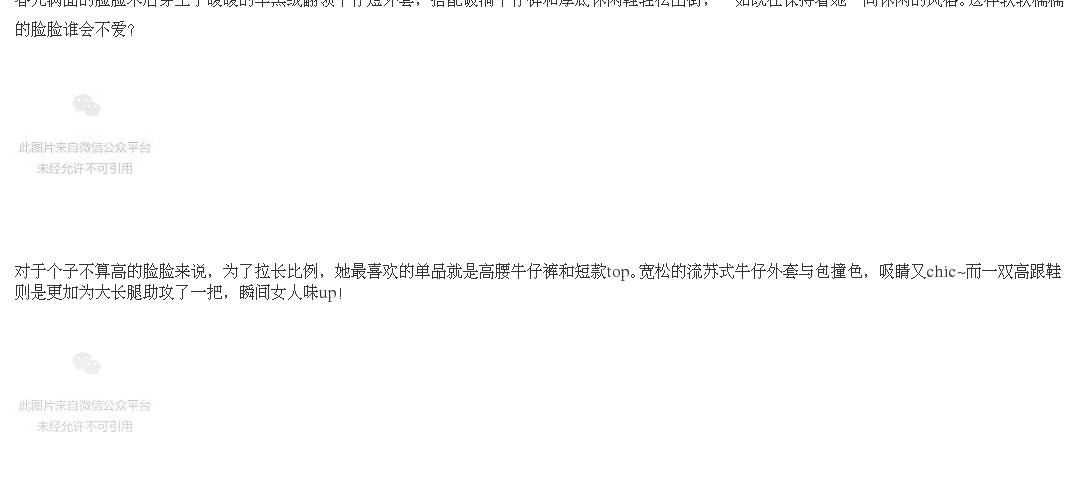 的脸脸谁会不爱?
此图片来自微信公众平台
未经允许不可引用
对于个子不算高的脸脸来说，为了拉长比例，她最喜欢的单品就是高腰牛仔裤和短款top。宽松的流苏式牛仔外套与包撞色，吸睛又chic~而一双高跟鞋
则是更加为大长腿助攻了一把，瞬间女人味up!
此图片来自微信公众平台
未经允许不可引用